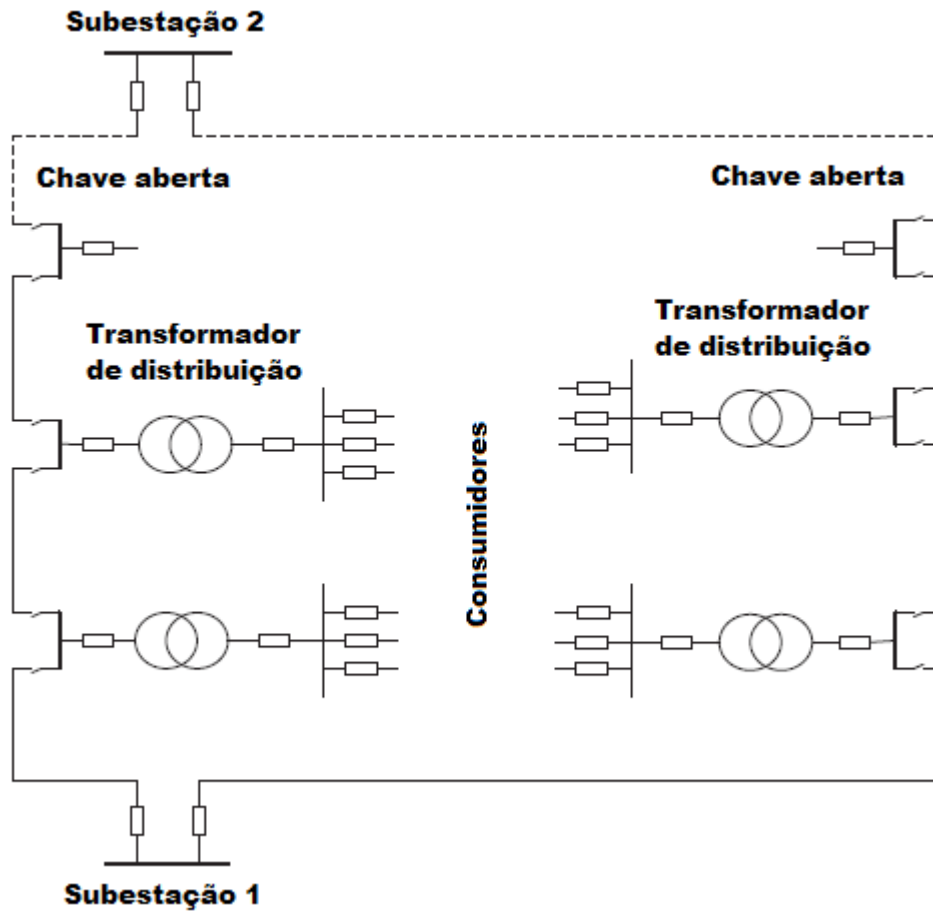 Subestação 2
Chave aberta
Chave aberta
Transformador
de distribuição
Transformador
de distribuição
Consumidores
Subestação 1